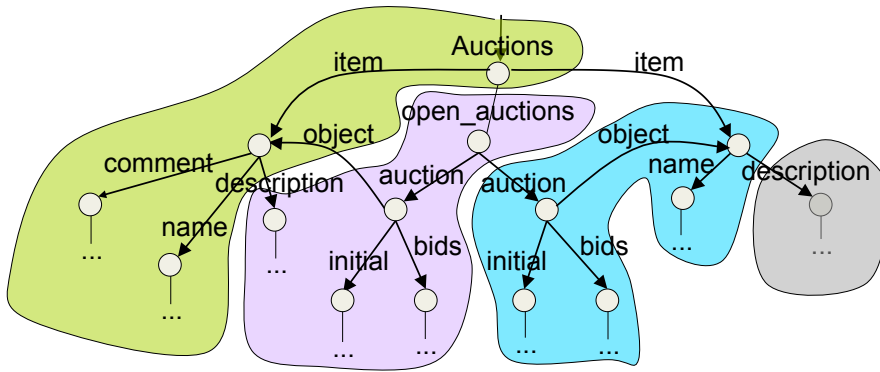 Auctions
item
item
open_auctions
object
object
comment
name
description
description
auction
auction
name
initial
bids
initial
bids
...
...
...
...
...
...
...
...
...